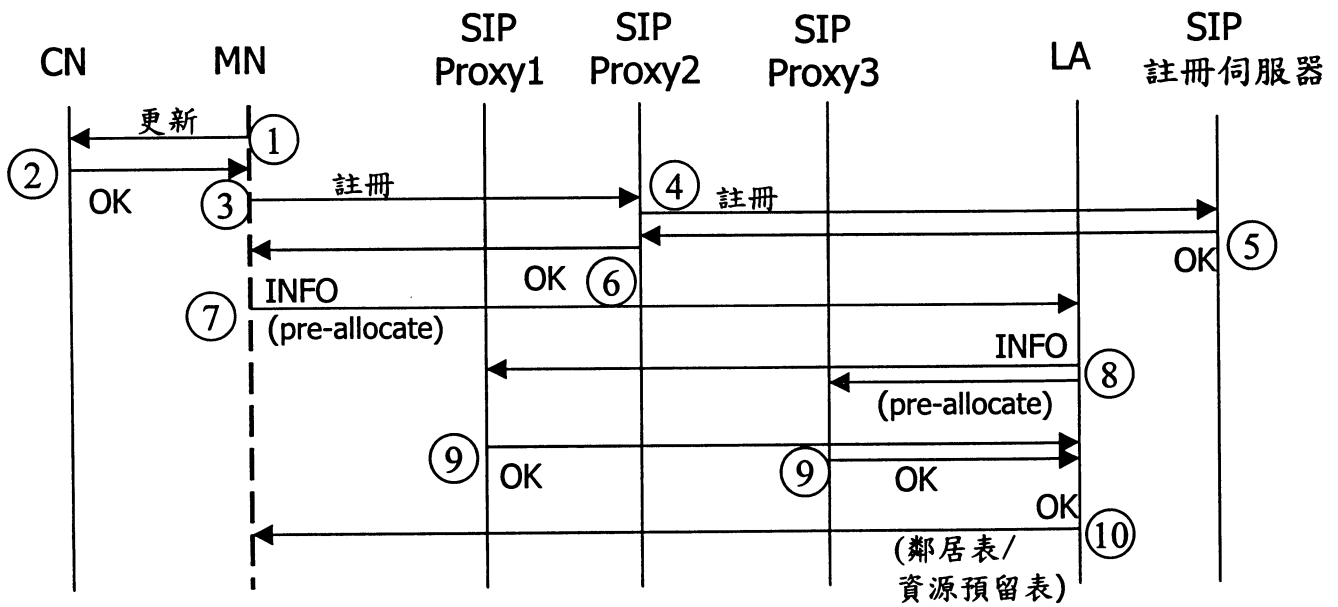 CN
MN
SIP
Proxy1
SIP
Proxy2
SIP
Proxy3
LA
SIP
註冊伺服器
更新
①
②
OK
③
註冊
④
註冊
⑤
OK
OK
⑥
⑦
INFO
(pre-allocate)
INFO
⑧
(pre-allocate)
⑨
OK
⑨
OK
OK
⑩
(鄰居表/
資源預留表)